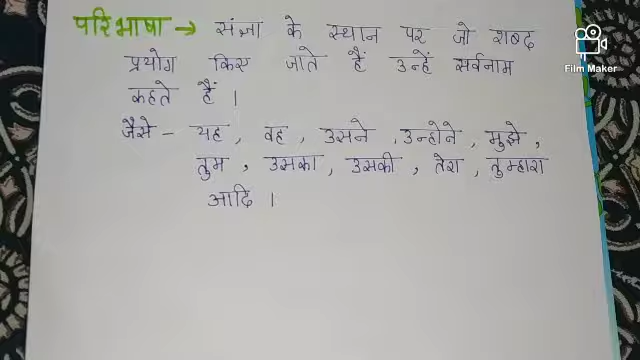 परिभाषा → संज्ञा के स्थान पर जो शब्द
प्रयोग किए जाते हैं उन्हें सर्वनाम
कहते हैं ।
जैसे - यह , वह , उसने , उन्होने , मुझे ,
तुम , उसका , उसकी , तेरा , तुम्हारा
आदि ।
Film Maker